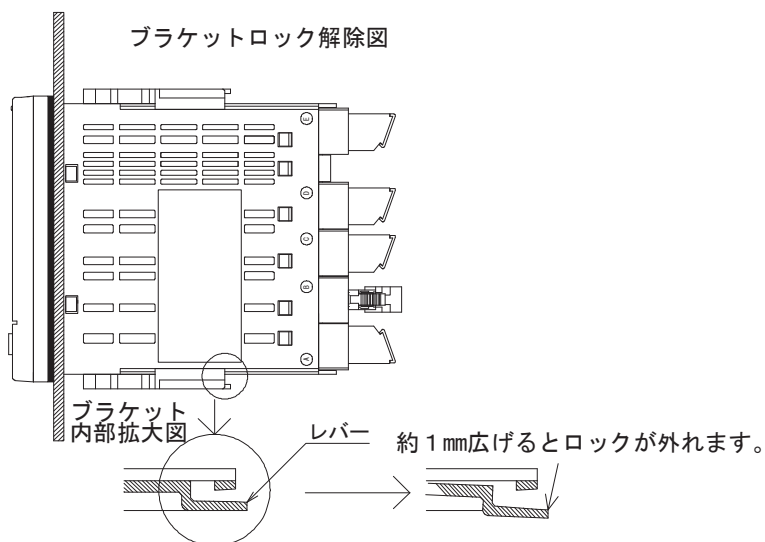 ブラケットロック解除図
E
D
C
B
A
ブラケット
内部拡大図
レバー
約1mm広げるとロックが外れます。